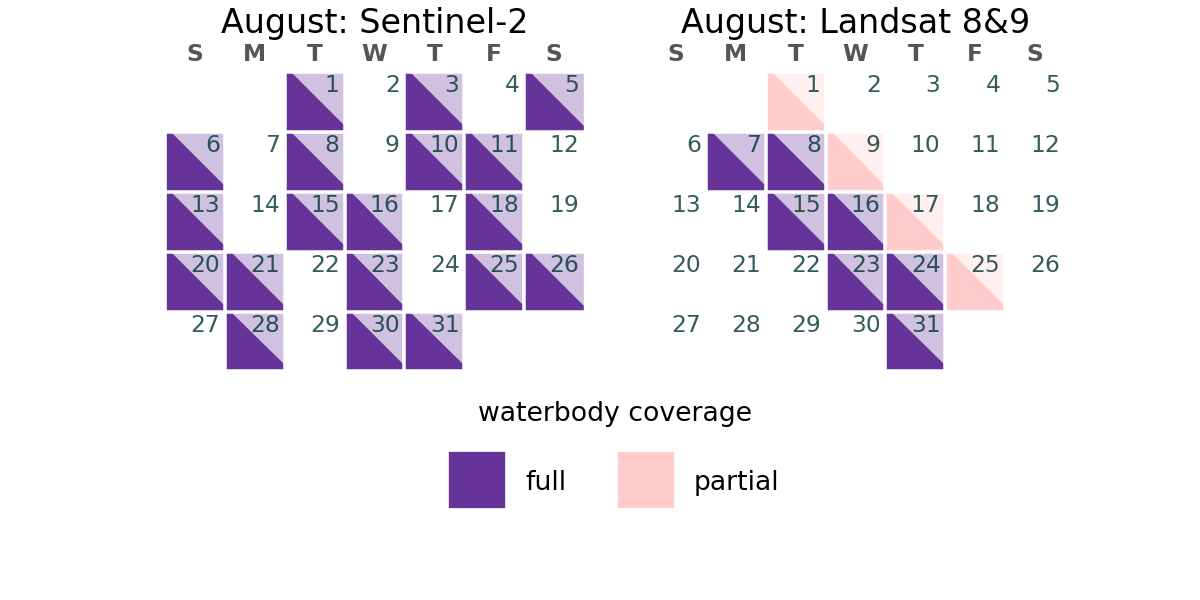 August: Sentinel-2
S M T W T F S
1 2 3 4 5
6 7 8 9 10 11 12
13 14 15 16 17 18 19
20 21 22 23 24 25 26
27 28 29 30 31
August: Landsat 8&9
S M T W T F S
1 2 3 4 5
6 7 8 9 10 11 12
13 14 15 16 17 18 19
20 21 22 23 24 25 26
27 28 29 30 31
waterbody coverage
full partial